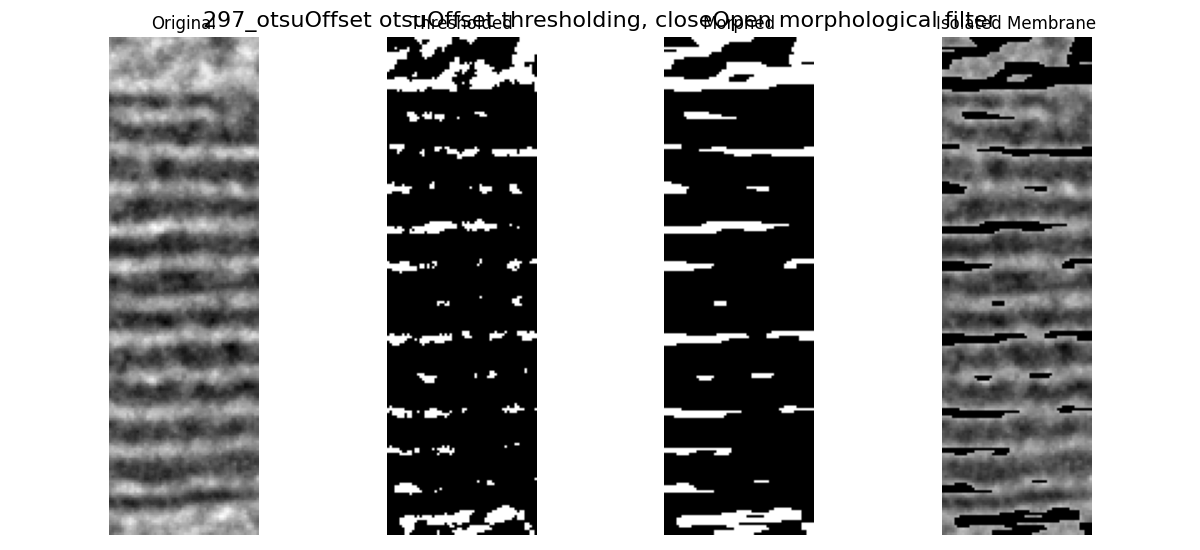 297_otsuOffset otsuOffset thresholding, closeOpen morphological filter
Original
Thresholded
Morphed
Isolated Membrane